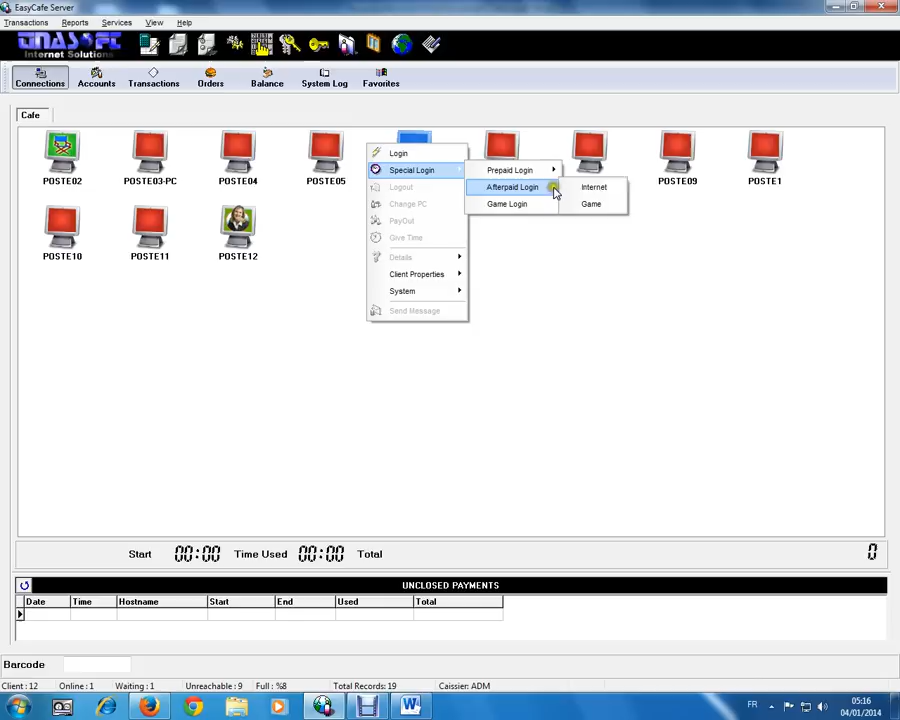 EasyCafe Server
Transactions Reports Services View Help
TINASOFT
Internet Solutions
Connections Accounts Transactions Orders Balance System Log Favorites
Cafe
POSTE02 POSTE03-PC POSTE04 POSTE05 POSTE09 POSTE1
POSTE10 POSTE11 POSTE12
Login
Special Login
Logout
Change PC
PayOut
Give Time
Details
Client Properties
System
Send Message
Prepaid Login
Afterpaid Login
Game Login
Internet
Game
Start 00:00 Time Used 00:00 Total 0
UNCLOSED PAYMENTS
Date Time Hostname Start End Used Total
Barcode
Client : 12 Online : 1 Waiting : 1 Unreachable : 9 Full : %8 Total Records: 19 Caissier: ADM
FR 05:16
04/01/2014